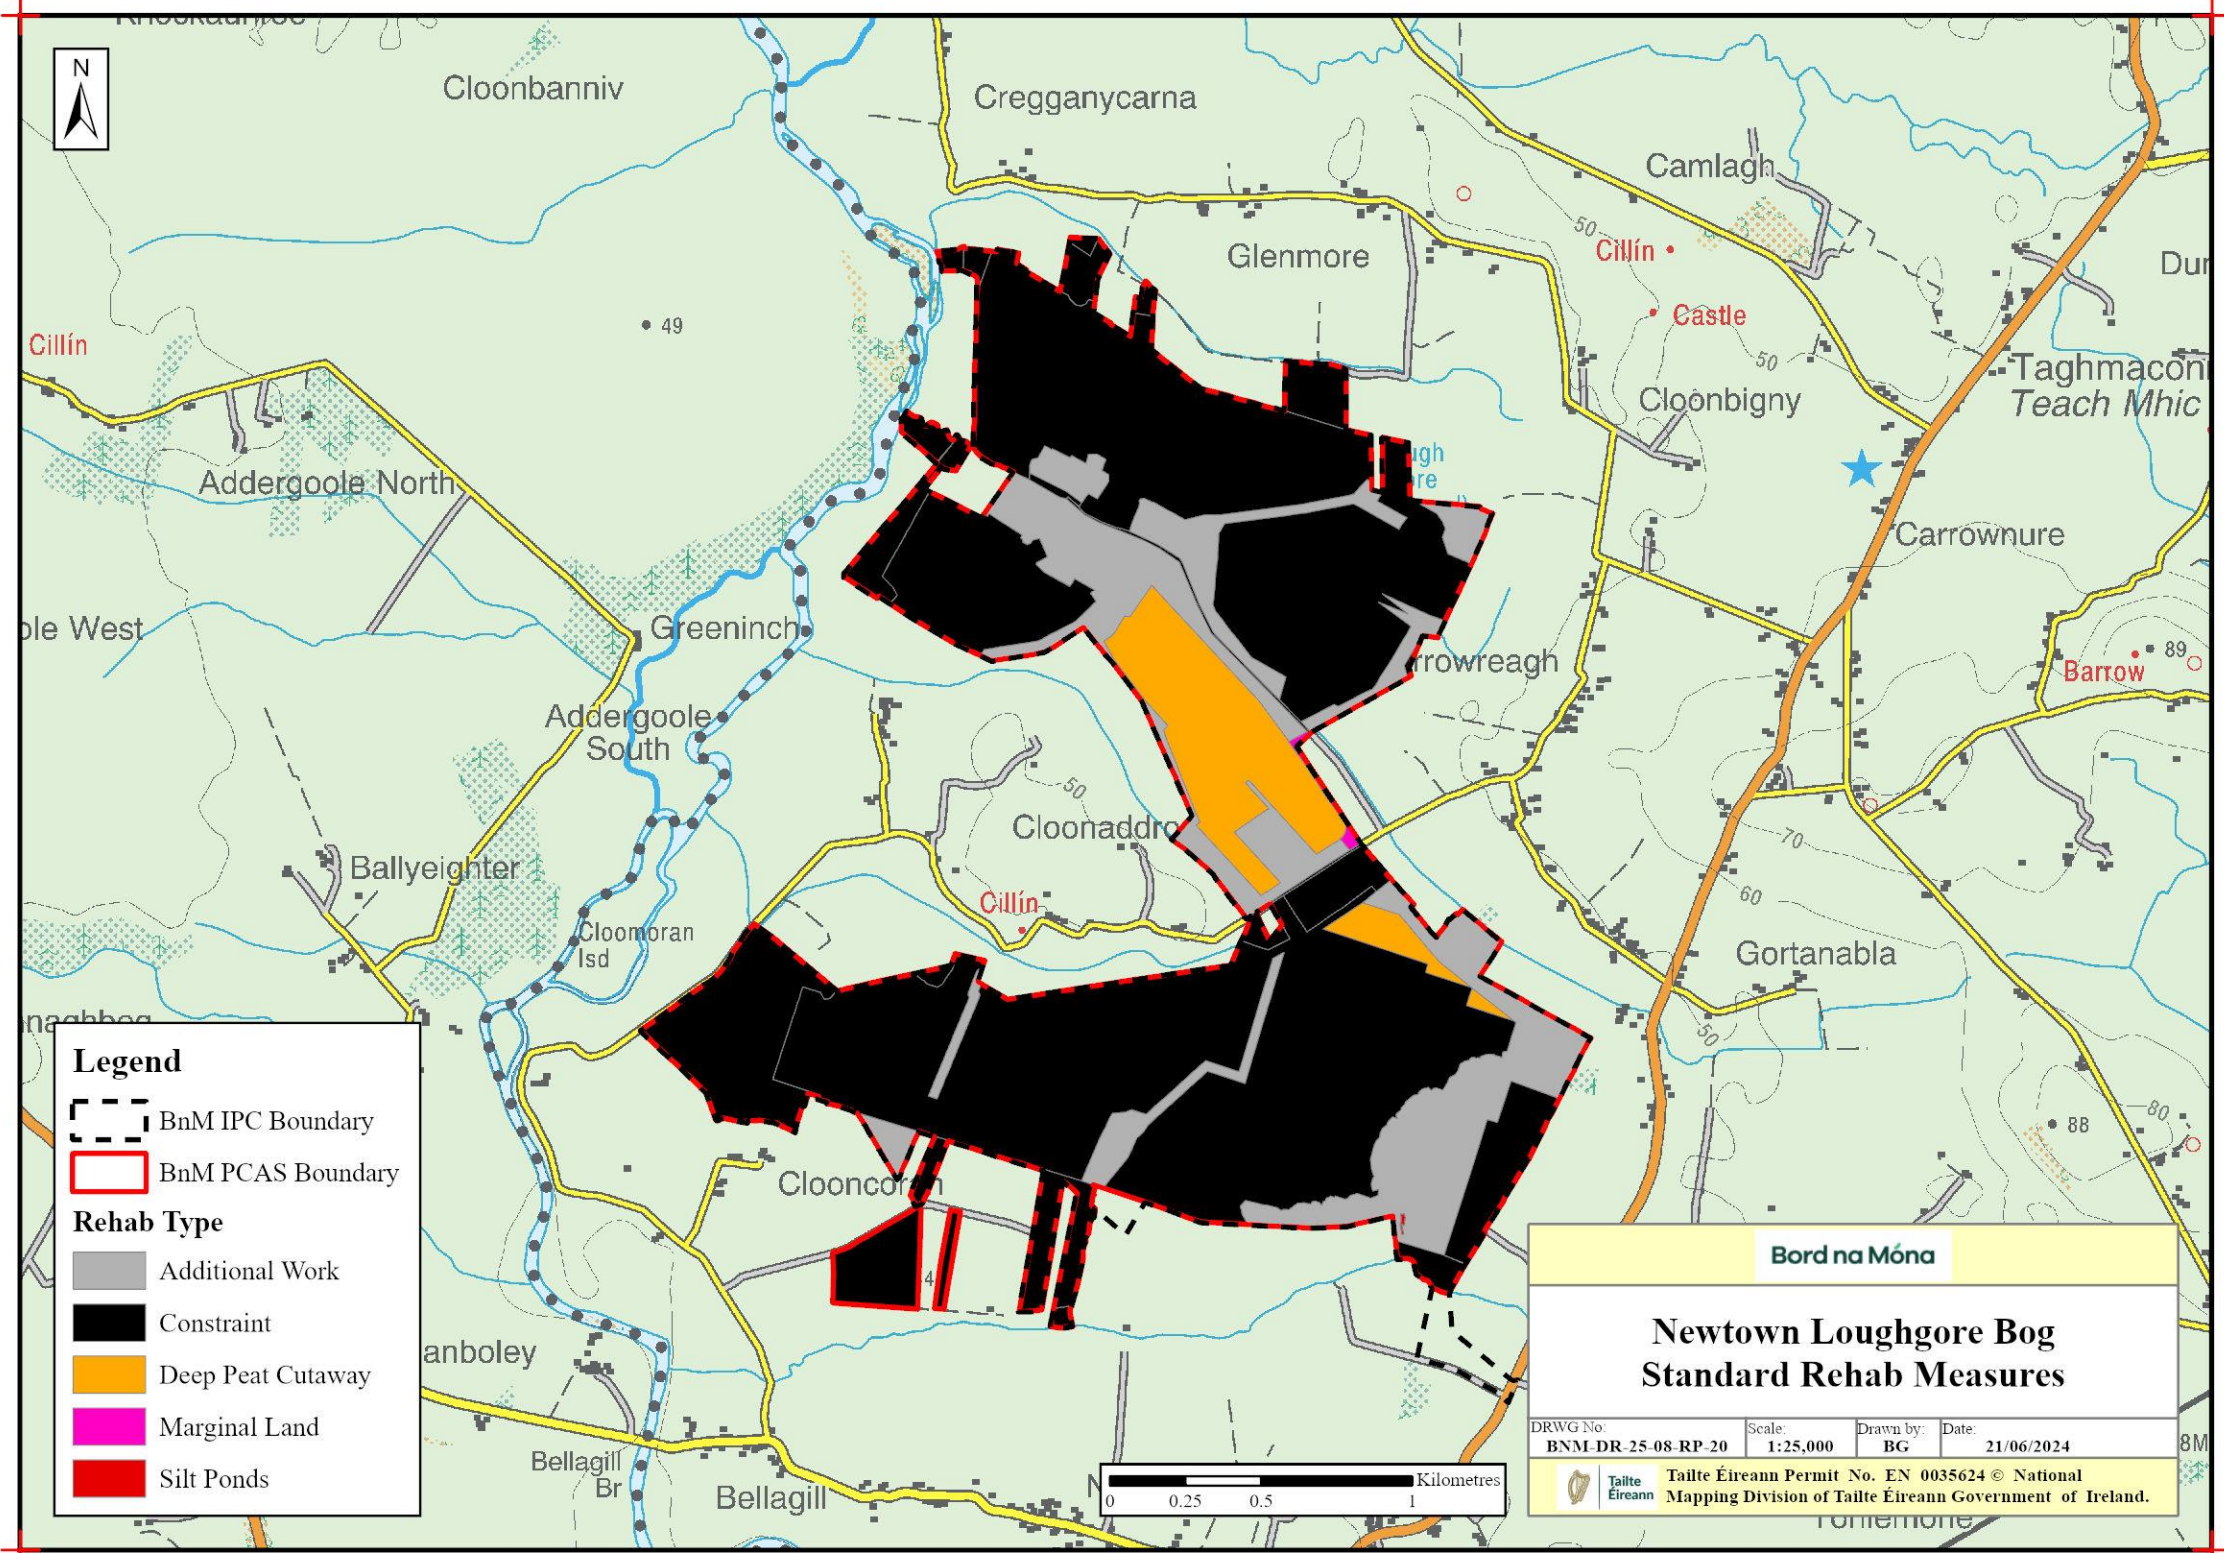 N
Cloonbanniv
Cregganycarna
Camlagh
50
Cillín
Glenmore
Castle
49
Cillín
50
Cloonbigny
Teach Mhic
Addergoole North
Carrownure
Greeninch
89
Barrow
Addergoole
South
50
Cloonaddro
70
Ballyeighter
60
Cillín
Cloomoran
Isd
Gortanabla
50
80
88
Clooncoran
4
anboley
Bellagill
Br
Bellagill
Legend
BnM IPC Boundary
BnM PCAS Boundary
Rehab Type
Additional Work
Constraint
Deep Peat Cutaway
Marginal Land
Silt Ponds
Kilometres
0 0.25 0.5 1
Bord na Móna
Newtown Loughgore Bog
Standard Rehab Measures
DRWG No: Scale: Drawn by: Date:
BNM-DR-25-08-RP-20 1:25,000 BG 21/06/2024
Tailte
Éireann
Tailte Éireann Permit No. EN 0035624 © National
Mapping Division of Tailte Éireann Government of Ireland.